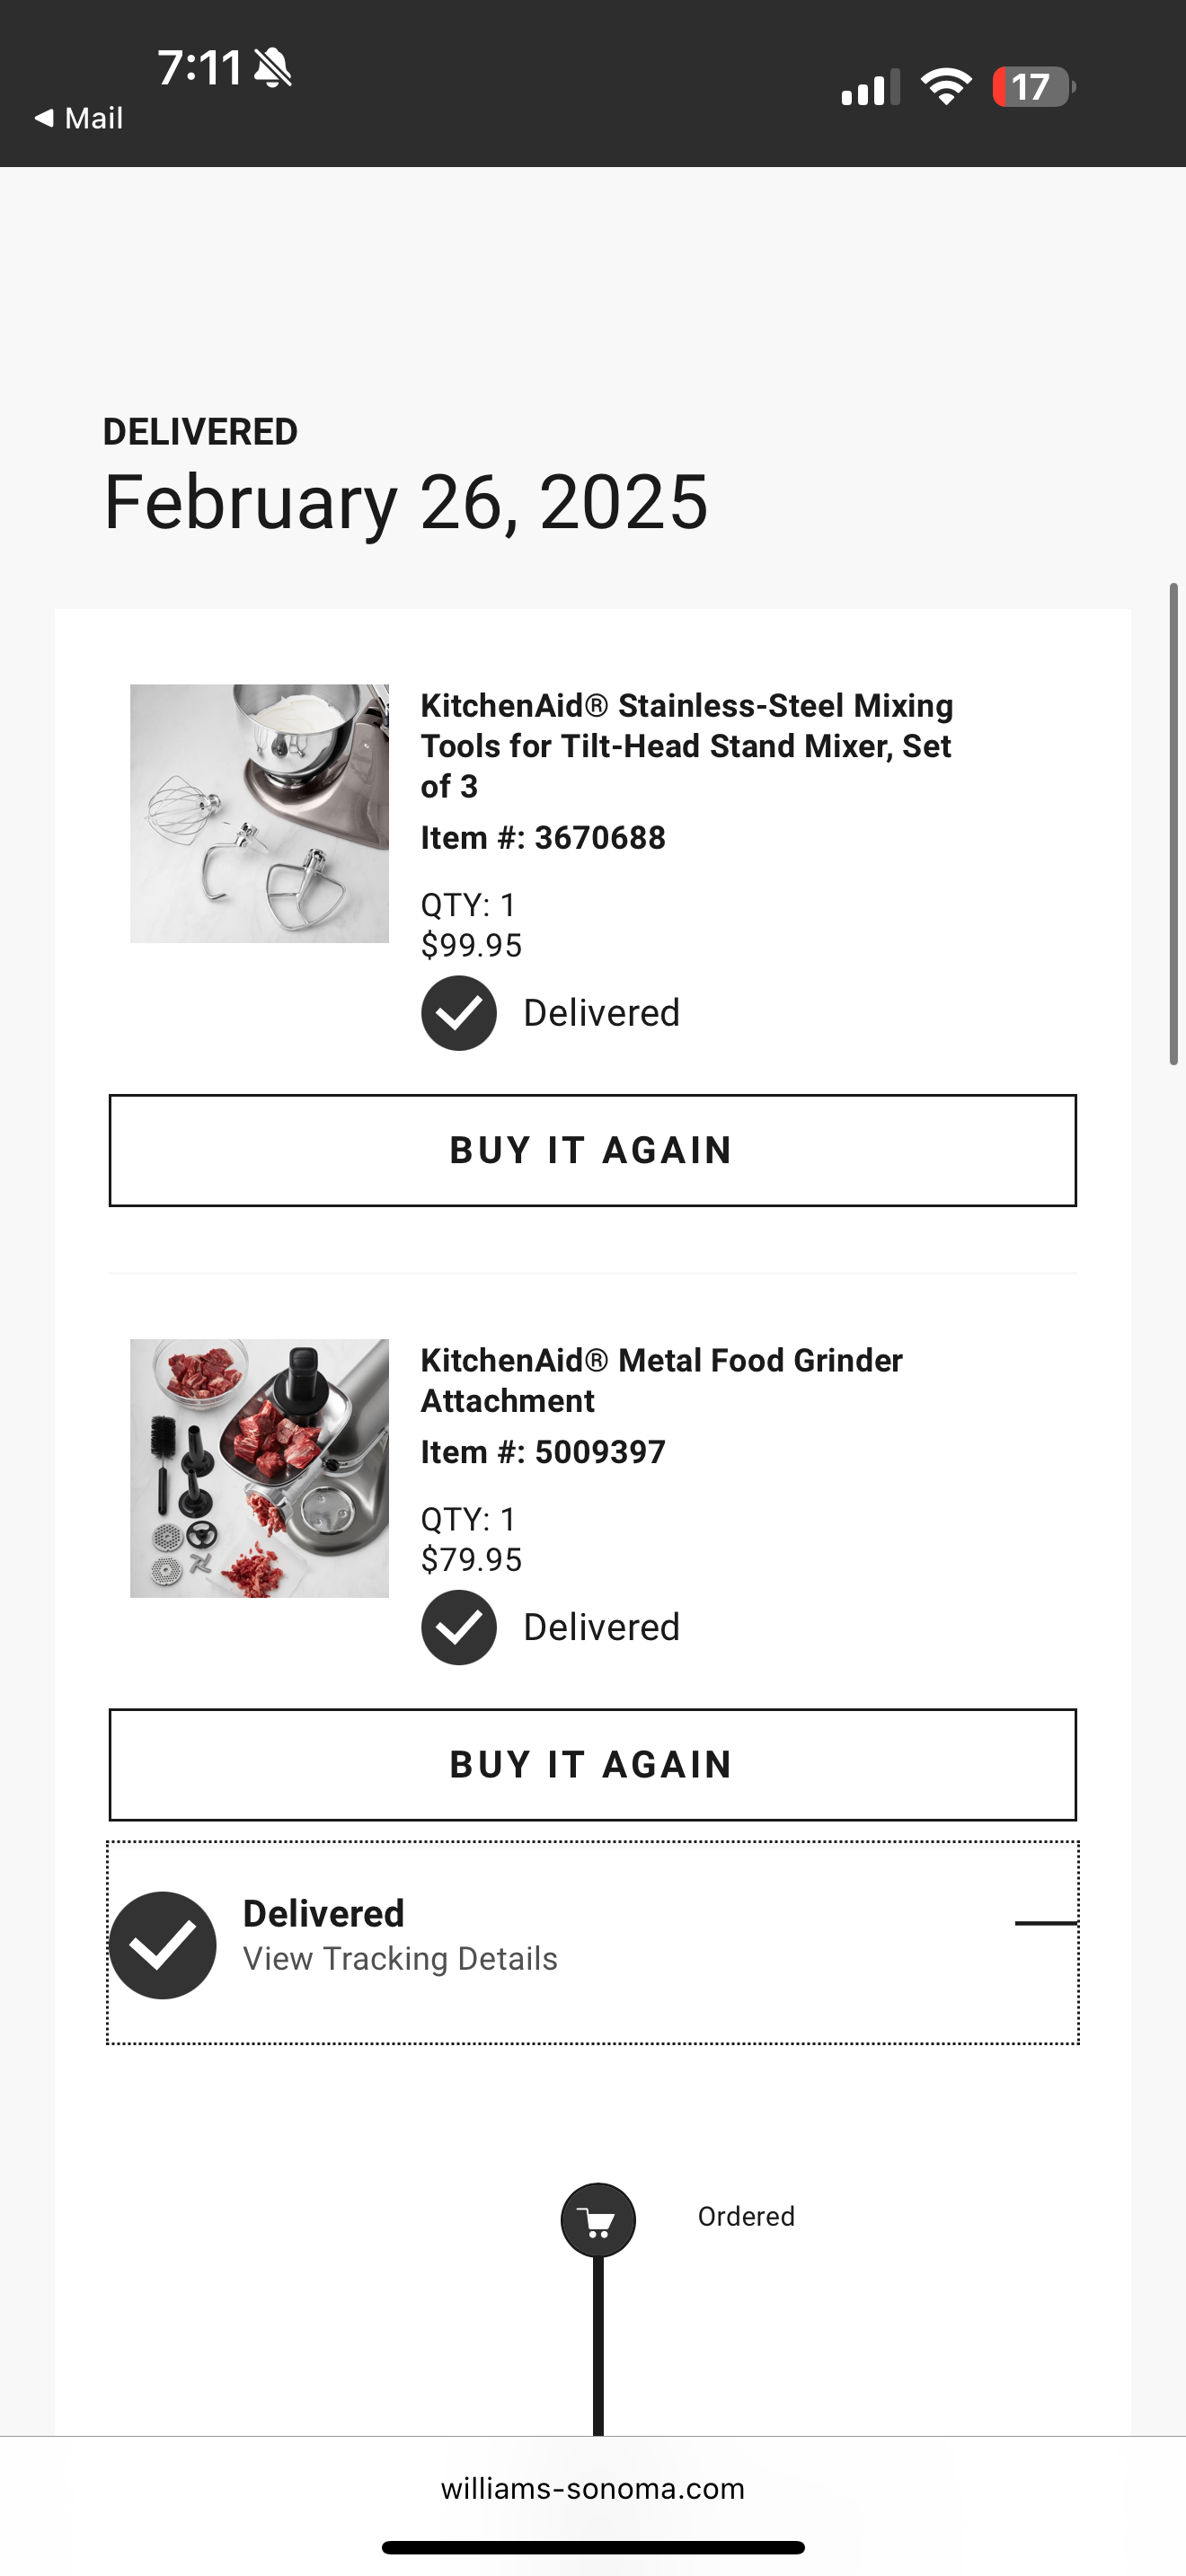 7:11
17
◀ Mail
DELIVERED
February 26, 2025
KitchenAid® Stainless-Steel Mixing
Tools for Tilt-Head Stand Mixer, Set
of 3
Item #: 3670688
QTY: 1
$99.95
Delivered
BUY IT AGAIN
KitchenAid® Metal Food Grinder
Attachment
Item #: 5009397
QTY: 1
$79.95
Delivered
BUY IT AGAIN
Delivered
View Tracking Details
Ordered
williams-sonoma.com